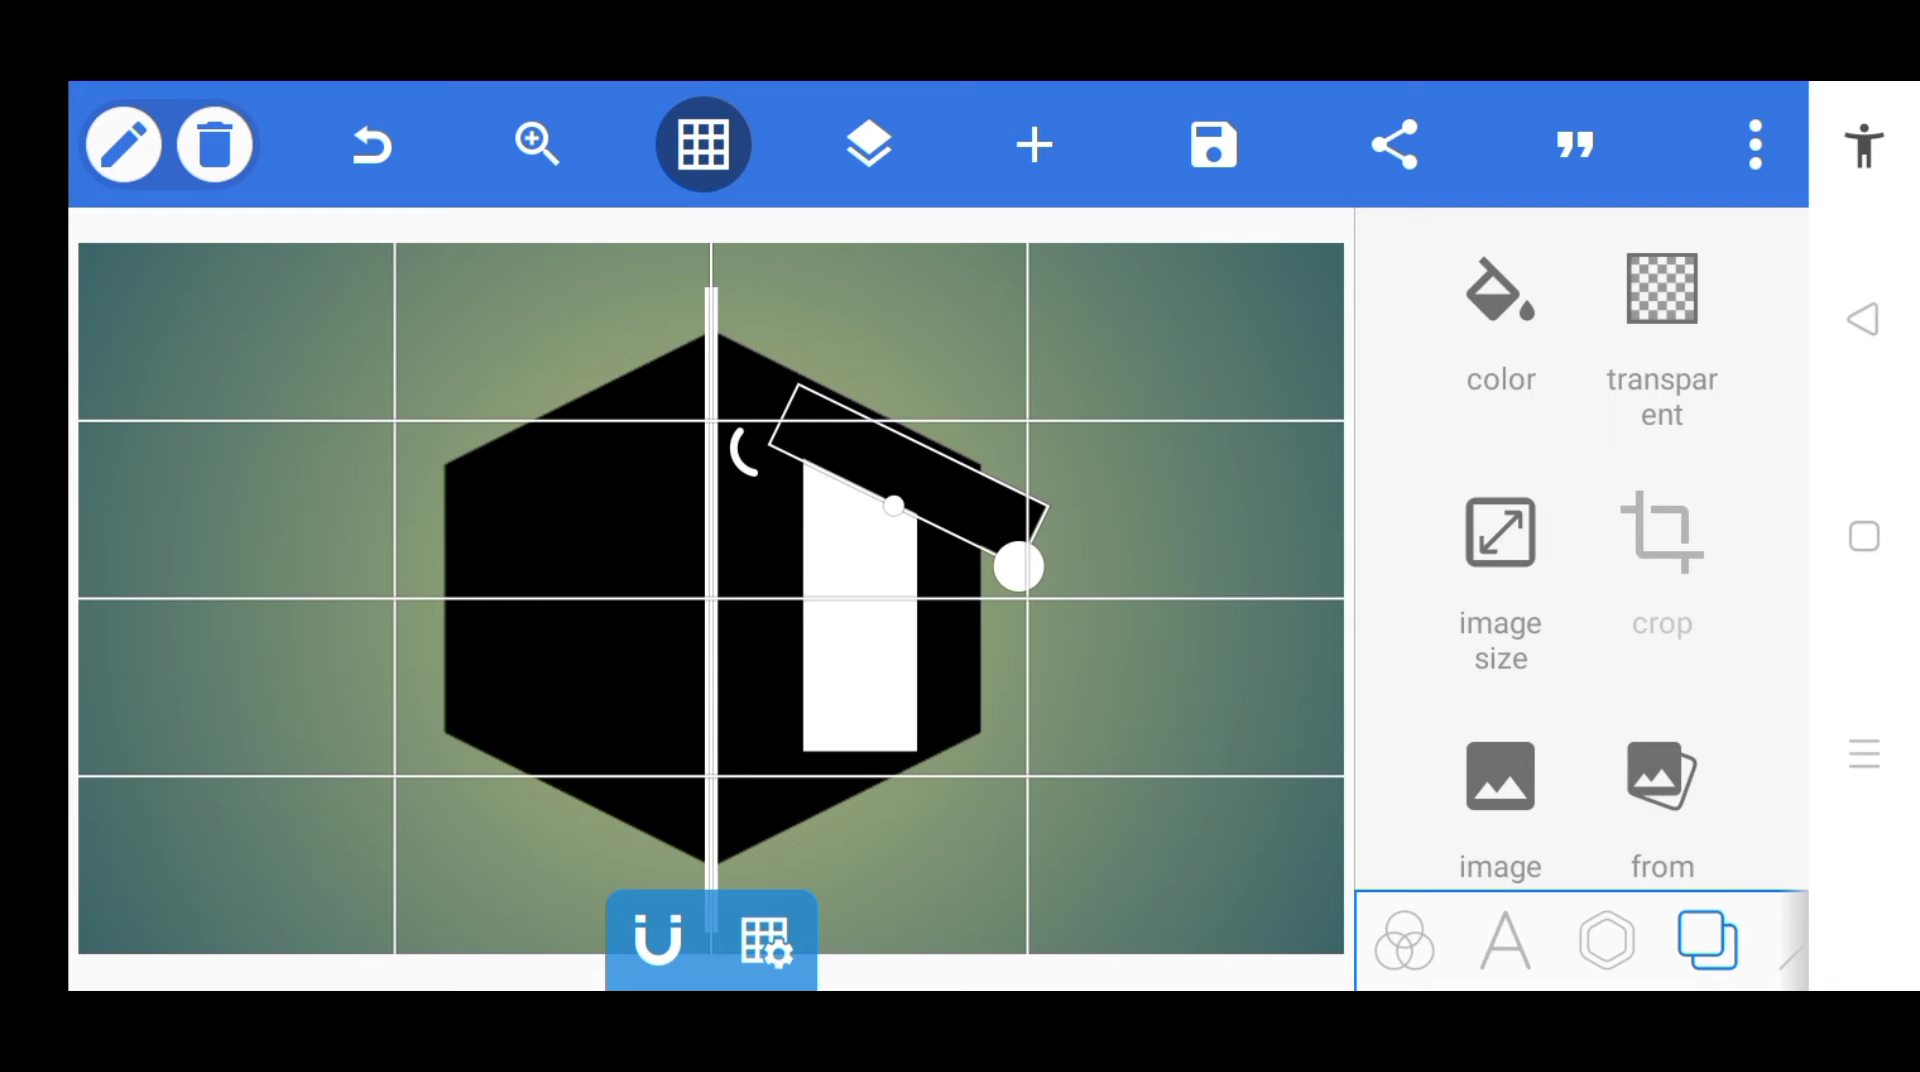 color
transpar
ent
image
size
crop
image
from